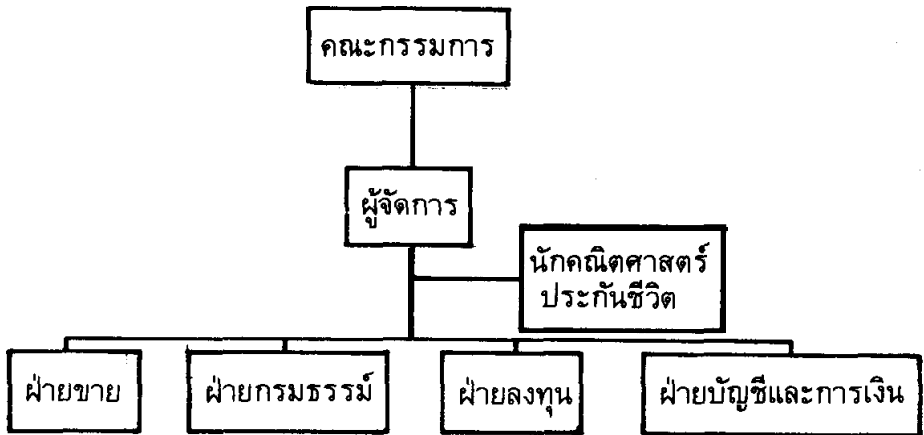 คณะกรรมการ
ผู้จัดการ
นักคณิตศาสตร์
ประกันชีวิต
ฝ่ายขาย
ฝ่ายกรมธรรม์
ฝ่ายลงทุน
ฝ่ายบัญชีและการเงิน